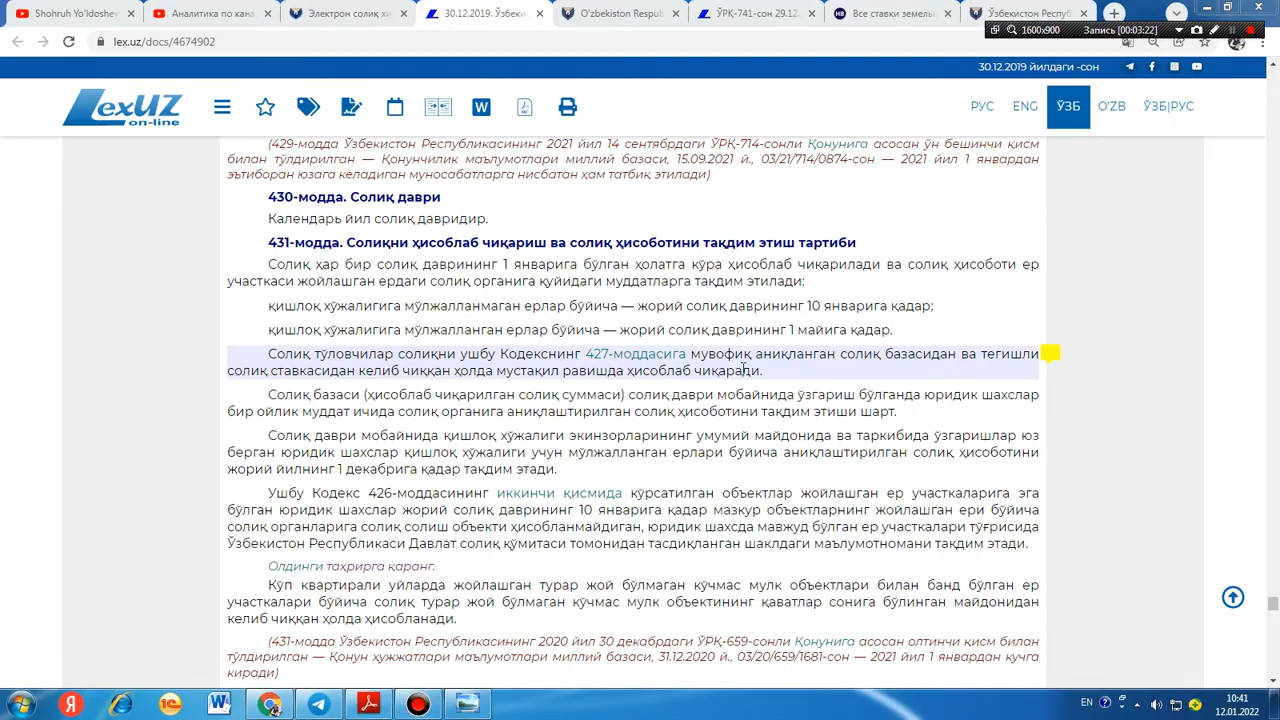 Shohruh Yo'ldoshev
Аналитика по кана
Электрон солиқ хи
30.12.2019. Ўзбеки
O'zbekiston Respul
ЎРҚ-741-сон 29.12.
Все ставки земель
Ўзбекистон Респу
1600x900
Запись [00:03:22]
lex.uz/docs/4674902
30.12.2019 йилдаги -сон
LexUZ
on-line
РУС ENG ЎЗБ O'ZB ЎЗБ|РУС
(429-модда Ўзбекистон Республикасининг 2021 йил 14 сентябрдаги ЎРҚ-714-сонли Қонунига асосан ўн бешинчи қисм
билан тўлдирилган — Қонунчилик маълумотлари миллий базаси, 15.09.2021 й., 03/21/714/0874-сон — 2021 йил 1 январдан
эътиборан юзага келадиган муносабатларга нисбатан ҳам татбиқ этилади)
430-модда. Солиқ даври
Календарь йил солиқ давридир.
431-модда. Солиқни ҳисоблаб чиқариш ва солиқ ҳисоботини тақдим этиш тартиби
Солиқ ҳар бир солиқ даврининг 1 январига бўлган ҳолатга кўра ҳисоблаб чиқарилади ва солиқ ҳисоботи ер
участкаси жойлашган ердаги солиқ органига қуйидаги муддатларга тақдим этилади:
қишлоқ хўжалигига мўлжалланмаган ерлар бўйича — жорий солиқ даврининг 10 январига қадар;
қишлоқ хўжалигига мўлжалланган ерлар бўйича — жорий солиқ даврининг 1 майига қадар.
Солиқ тўловчилар солиқни ушбу Кодекснинг 427-моддасига мувофиқ аниқланган солиқ базасидан ва тегишли
солиқ ставкасидан келиб чиққан ҳолда мустақил равишда ҳисоблаб чиқаради.
Солиқ базаси (ҳисоблаб чиқарилган солиқ суммаси) солиқ даври мобайнида ўзгариш бўлганда юридик шахслар
бир ойлик муддат ичида солиқ органига аниқлаштирилган солиқ ҳисоботини тақдим этиши шарт.
Солиқ даври мобайнида қишлоқ хўжалиги экинзорларининг умумий майдонида ва таркибида ўзгаришлар юз
берган юридик шахслар қишлоқ хўжалиги учун мўлжалланган ерлари бўйича аниқлаштирилган солиқ ҳисоботини
жорий йилнинг 1 декабрига қадар тақдим этади.
Ушбу Кодекс 426-моддасининг иккинчи қисмида кўрсатилган объектлар жойлашган ер участкаларига эга
бўлган юридик шахслар жорий солиқ даврининг 10 январига қадар мазкур объектларнинг жойлашган ери бўйича
солиқ органларига солиқ солиш объекти ҳисобланмайдиган, юридик шахсда мавжуд бўлган ер участкалари тўғрисида
Ўзбекистон Республикаси Давлат солиқ қўмитаси томонидан тасдиқланган шаклдаги маълумотномани тақдим этади.
Олдинги таҳрирга қаранг.
Кўп квартирали уйларда жойлашган турар жой бўлмаган кўчмас мулк объектлари билан банд бўлган ер
участкалари бўйича солиқ турар жой бўлмаган кўчмас мулк объектининг қаватлар сонига бўлинган майдонидан
келиб чиққан ҳолда ҳисобланади.
(431-модда Ўзбекистон Республикасининг 2020 йил 30 декабрдаги ЎРҚ-659-сонли Қонунига асосан олтинчи қисм билан
тўлдирилган — Қонун ҳужжатлари маълумотлари миллий базаси, 31.12.2020 й., 03/20/659/1681-сон — 2021 йил 1 январдан кучга
киради)
EN
10:41
12.01.2022